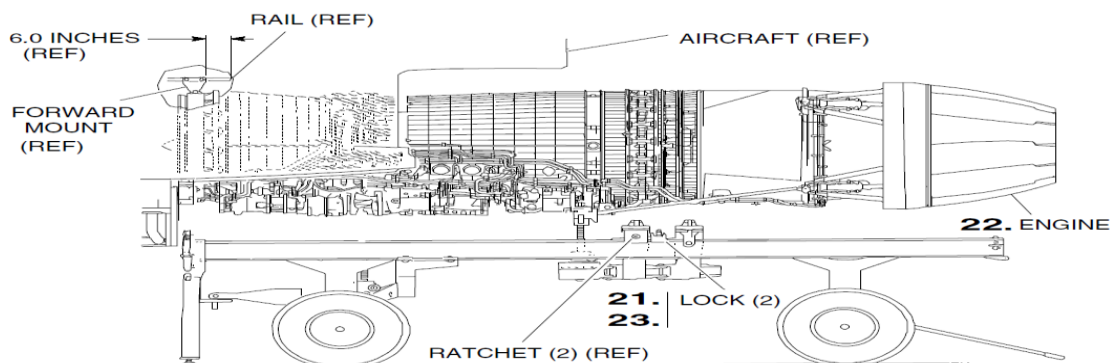 RAIL (REF)
6.0 INCHES
(REF)
AIRCRAFT (REF)
FORWARD
MOUNT
(REF)
22. ENGINE
21. LOCK (2)
23.
RATCHET (2) (REF)